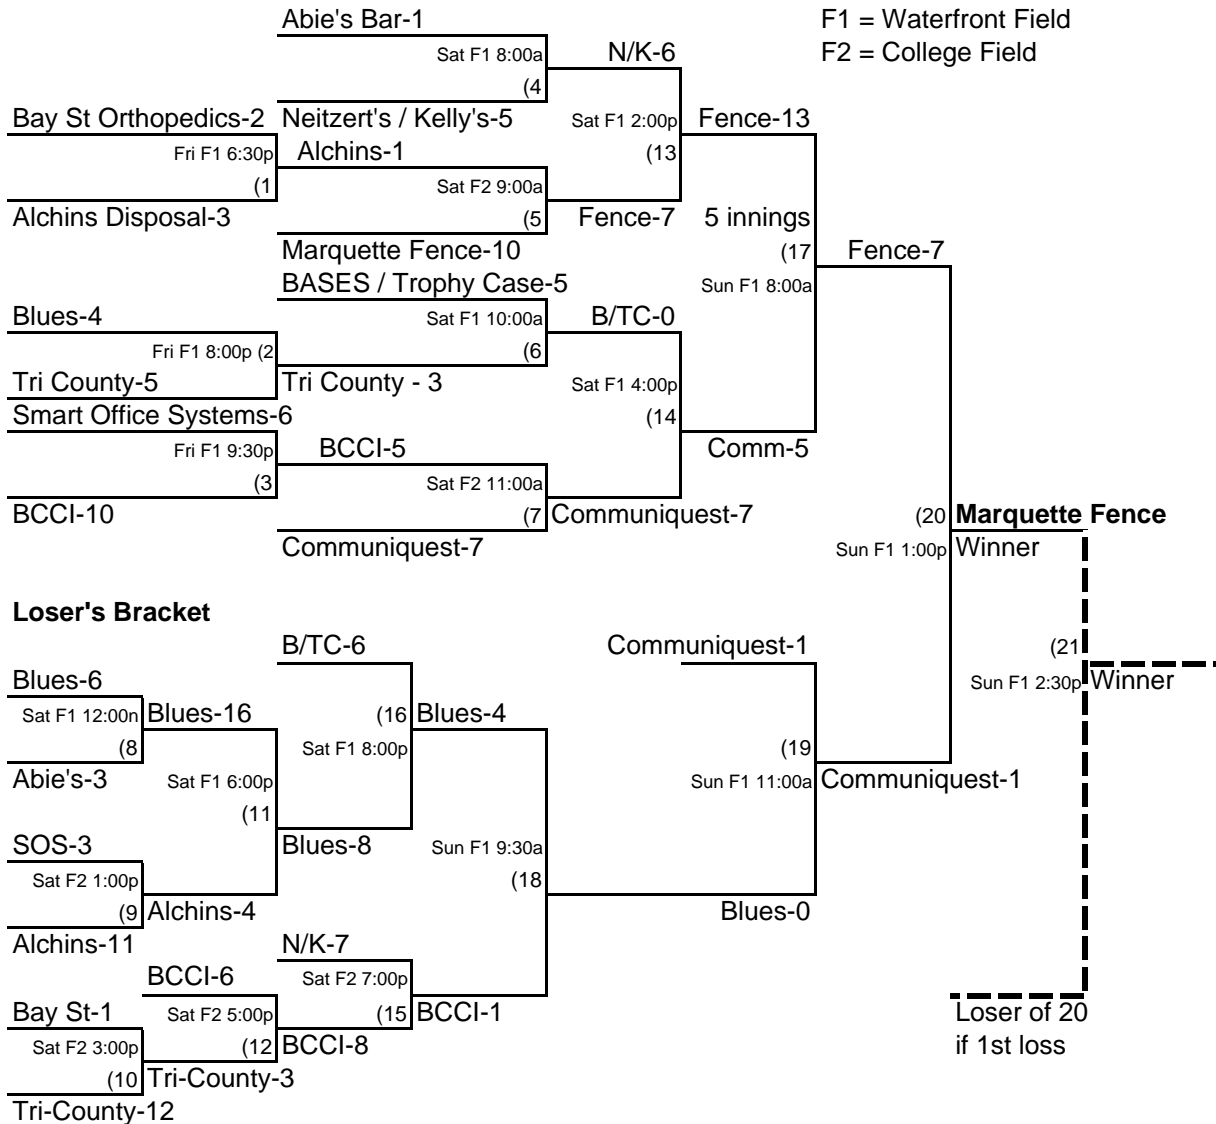 Abie's Bar-1
F1 = Waterfront Field
Sat F1 8:00a
N/K-6
F2 = College Field
(4
Bay St Orthopedics-2
Neitzert's / Kelly's-5
Sat F1 2:00p
Fence-13
Fri F1 6:30p
Alchins-1
(13
(1
Sat F2 9:00a
Alchins Disposal-3
(5
Fence-7
5 innings
Marquette Fence-10
(17
Fence-7
BASES / Trophy Case-5
Sun F1 8:00a
Blues-4
Sat F1 10:00a
B/TC-0
Fri F1 8:00p (2
(6
Tri County-5
Tri County - 3
Sat F1 4:00p
Smart Office Systems-6
(14
Fri F1 9:30p
BCCI-5
Comm-5
(3
Sat F2 11:00a
BCCI-10
(7
Communiquest-7
(20
Marquette Fence
Communiquest-7
Sun F1 1:00p
Winner
Loser's Bracket
B/TC-6
Communiquest-1
(21
Blues-6
Sun F1 2:30p
Winner
Sat F1 12:00n
Blues-16
(16
Blues-4
(8
Sat F1 8:00p
(19
Abie's-3
Sat F1 6:00p
Sun F1 11:00a
Communiquest-1
(11
SOS-3
Blues-8
Sun F1 9:30a
Sat F2 1:00p
(18
(9
Alchins-4
Blues-0
Alchins-11
N/K-7
BCCI-6
Sat F2 7:00p
Bay St-1
Sat F2 5:00p
(15
BCCI-1
Loser of 20
Sat F2 3:00p
(12
BCCI-8
if 1st loss
(10
Tri-County-3
Tri-County-12